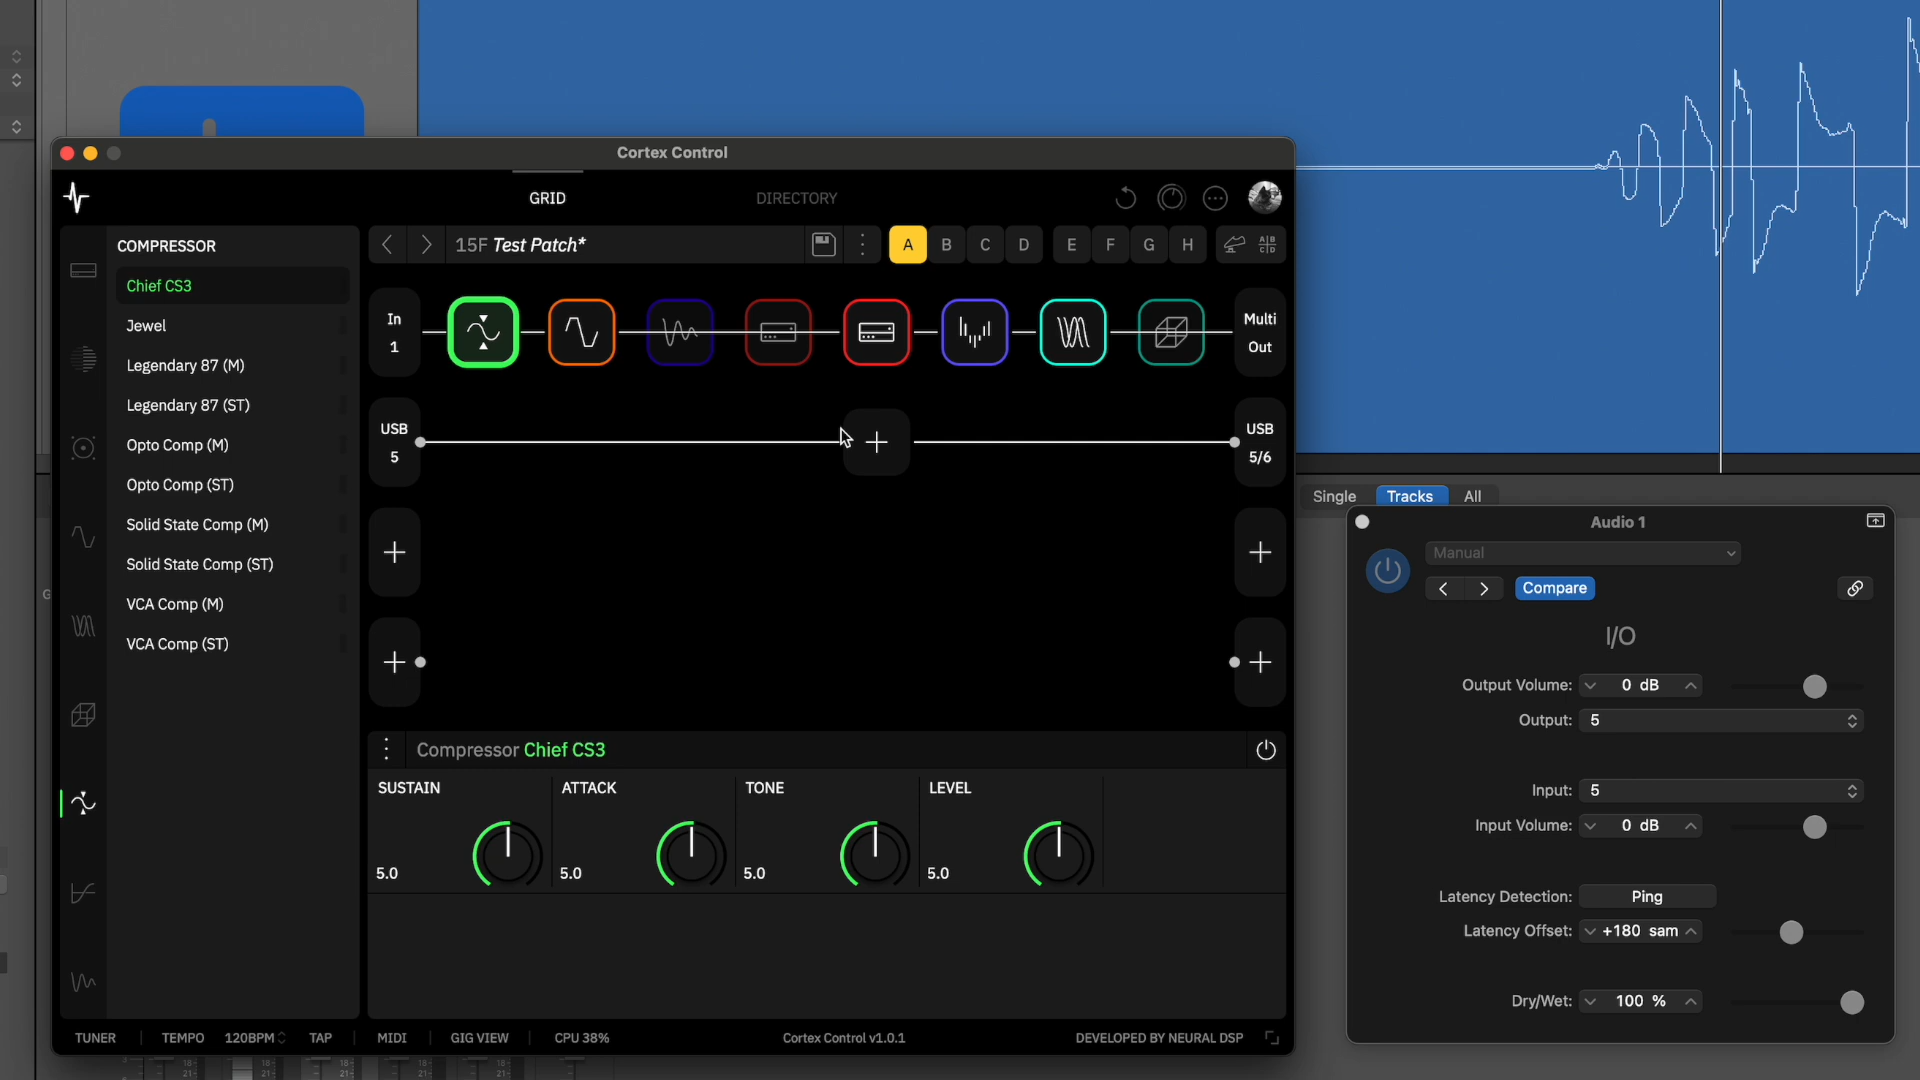 Cortex Control
GRID
DIRECTORY
COMPRESSOR
Chief CS3
Jewel
Legendary 87 (M)
Legendary 87 (ST)
Opto Comp (M)
Opto Comp (ST)
Solid State Comp (M)
Solid State Comp (ST)
VCA Comp (M)
VCA Comp (ST)
15F Test Patch*
A B C D E F G H
In
1
Multi
Out
USB
5
USB
5/6
Compressor Chief CS3
SUSTAIN
5.0
ATTACK
5.0
TONE
5.0
LEVEL
5.0
TUNER
TEMPO
120BPM
TAP
MIDI
GIG VIEW
CPU 38%
Cortex Control v1.0.1
DEVELOPED BY NEURAL DSP
Single
Tracks
All
Audio 1
Manual
Compare
I/O
Output Volume: 0 dB
Output: 5
Input: 5
Input Volume: 0 dB
Latency Detection: Ping
Latency Offset: +180 sam
Dry/Wet: 100 %